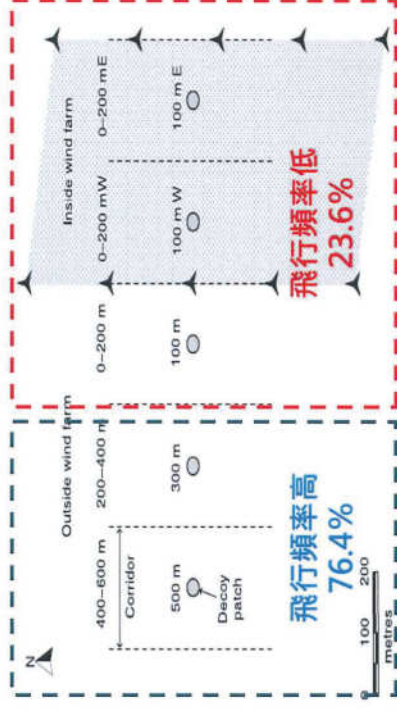 N
Outside wind farm
Inside wind farm
400–600 m
200–400 m
0–200 m
0–200 mW
0–200 mE
Corridor
500 m
300 m
100 m
100 m W
100 m E
Decoy
patch
飛行頻率高
76.4%
飛行頻率低
23.6%
0 100 200
metres